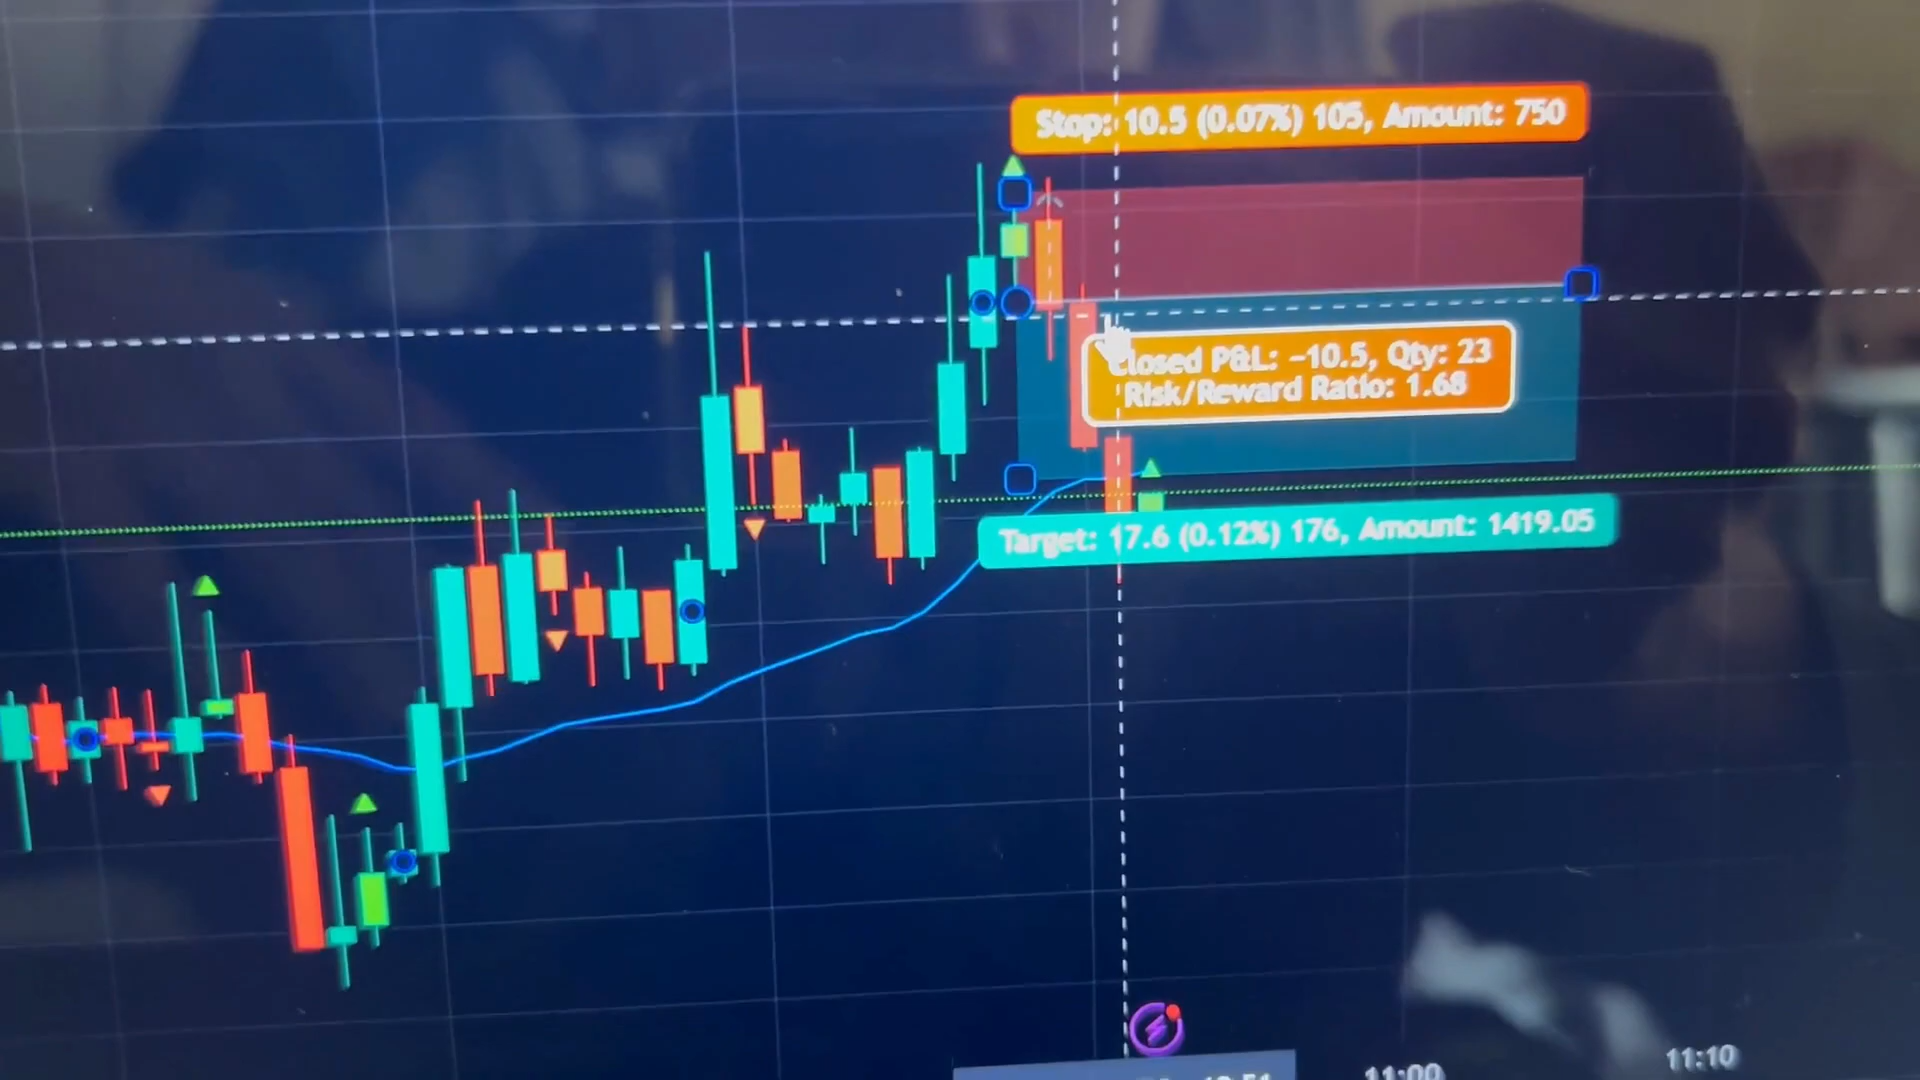 Stop: 10.5 (0.07%) 105, Amount: 750
Closed P&L: -10.5, Qty: 23
Risk/Reward Ratio: 1.68
Target: 17.6 (0.12%) 176, Amount: 1419.05
11:00
11:10